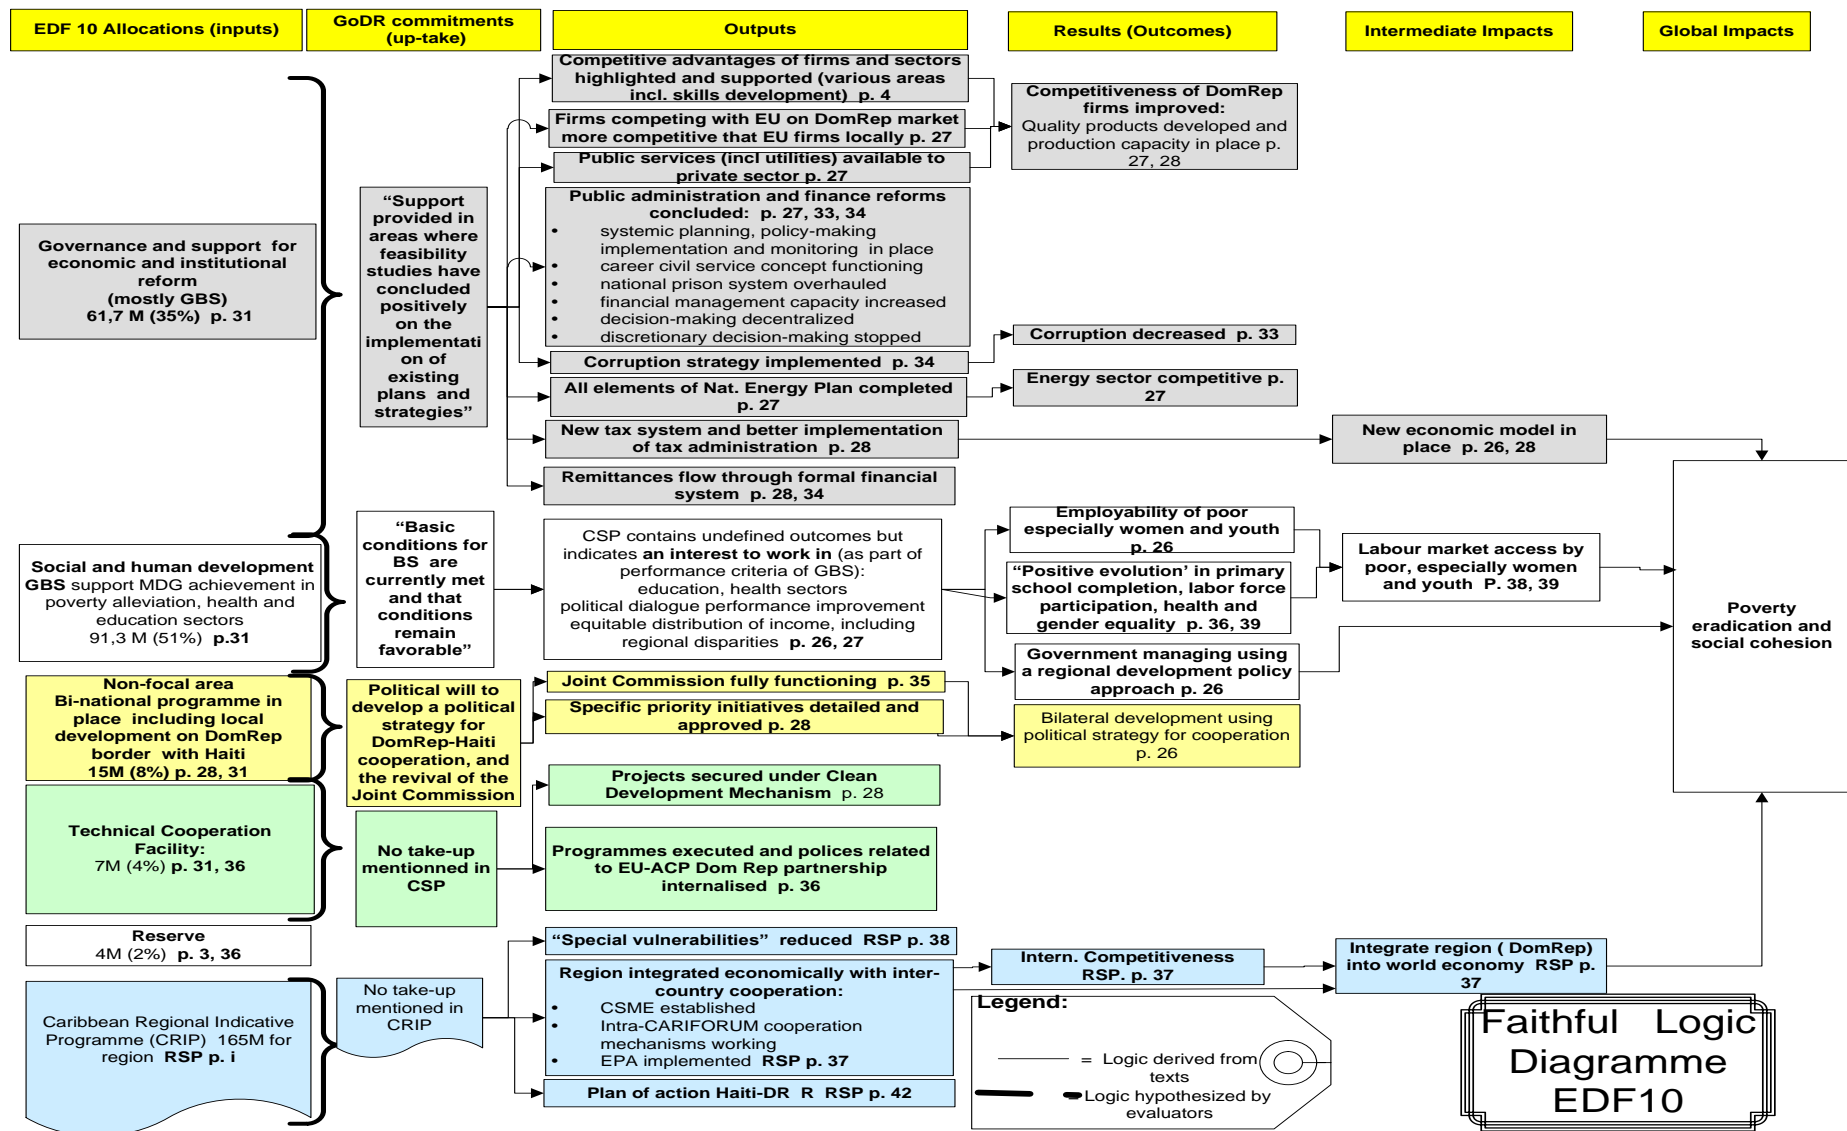 EDF 10 Allocations (inputs)
GoDR commitments
(up-take)
Outputs
Results (Outcomes)
Intermediate Impacts
Global Impacts
Governance and support for
economic and institutional
reform
(mostly GBS)
61,7 M (35%) p. 31
“Support
provided in
areas where
feasibility
studies have
concluded
positively
on the
implementati
on of
existing
plans and
strategies”
Competitive advantages of firms and sectors
highlighted and supported (various areas
incl. skills development) p. 4
Firms competing with EU on DomRep market
more competitive that EU firms locally p. 27
Public services (incl utilities) available to
private sector p. 27
Public administration and finance reforms
concluded: p. 27, 33, 34
• systemic planning, policy-making
implementation and monitoring in place
• career civil service concept functioning
• national prison system overhauled
• financial management capacity increased
• decision-making decentralized
• discretionary decision-making stopped
Corruption strategy implemented p. 34
All elements of Nat. Energy Plan completed
p. 27
New tax system and better implementation
of tax administration p. 28
Remittances flow through formal financial
system p. 28, 34
Competitiveness of DomRep
firms improved:
Quality products developed and
production capacity in place p.
27, 28
Corruption decreased p. 33
Energy sector competitive p.
27
New economic model in
place p. 26, 28
Social and human development
GBS support MDG achievement in
poverty alleviation, health and
education sectors
91,3 M (51%) p.31
“Basic
conditions for
BS are
currently met
and that
conditions
remain
favorable”
CSP contains undefined outcomes but
indicates an interest to work in (as part of
performance criteria of GBS):
education, health sectors
political dialogue performance improvement
equitable distribution of income, including
regional disparities p. 26, 27
Employability of poor
especially women and youth
p. 26
“Positive evolution’ in primary
school completion, labor force
participation, health and
gender equality p. 36, 39
Government managing using
a regional development policy
approach p. 26
Labour market access by
poor, especially women
and youth P. 38, 39
Poverty
eradication and
social cohesion
Non-focal area
Bi-national programme in
place including local
development on DomRep
border with Haiti
15M (8%) p. 28, 31
Political will to
develop a political
strategy for
DomRep-Haiti
cooperation, and
the revival of the
Joint Commission
Joint Commission fully functioning p. 35
Specific priority initiatives detailed and
approved p. 28
Bilateral development using
political strategy for cooperation
p. 26
Technical Cooperation
Facility:
7M (4%) p. 31, 36
No take-up
mentionned in
CSP
Projects secured under Clean
Development Mechanism p. 28
Programmes executed and polices related
to EU-ACP Dom Rep partnership
internalised p. 36
Reserve
4M (2%) p. 3, 36
Caribbean Regional Indicative
Programme (CRIP) 165M for
region RSP p. i
No take-up
mentioned in
CRIP
“Special vulnerabilities” reduced RSP p. 38
Region integrated economically with inter-
country cooperation:
• CSME established
• Intra-CARIFORUM cooperation
mechanisms working
• EPA implemented RSP p. 37
Plan of action Haiti-DR R RSP p. 42
Intern. Competitiveness
RSP. p. 37
Integrate region ( DomRep)
into world economy RSP p.
37
Legend:
= Logic derived from
texts
=Logic hypothesized by
evaluators
Faithful Logic
Diagramme
EDF10